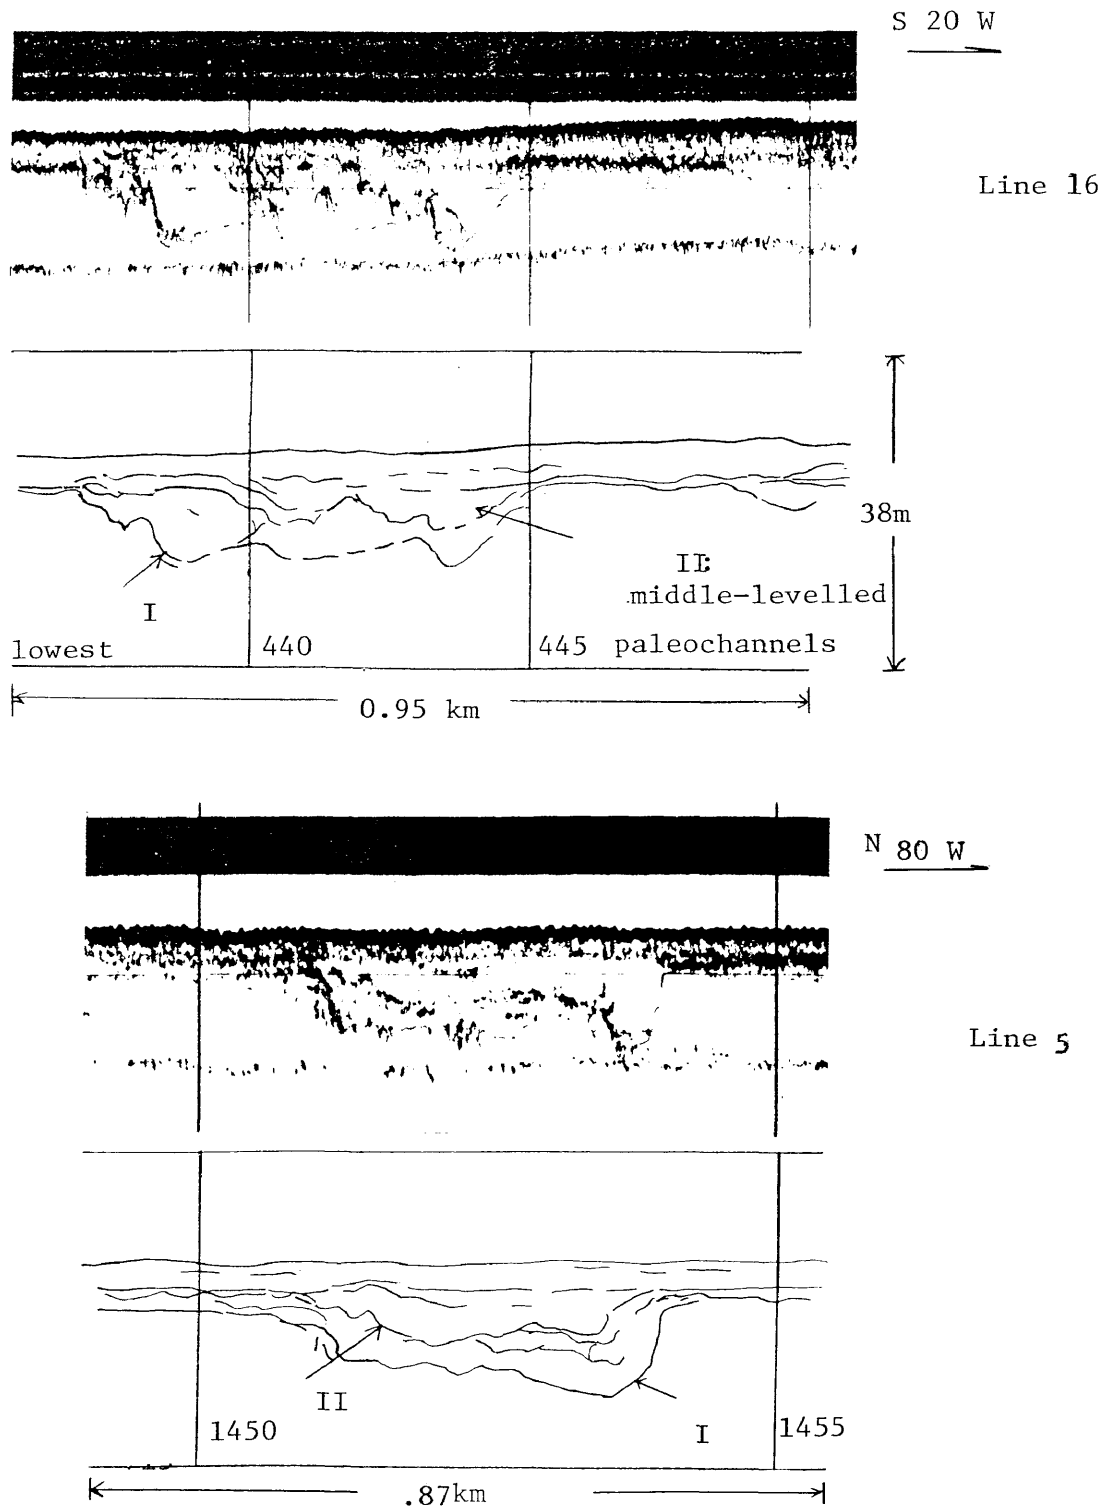 S 20 W
Line 16
38m
II:
middle-levelled
I
lowest
440
445 paleochannels
0.95 km
N 80 W
Line 5
II
1450
I
1455
.87km